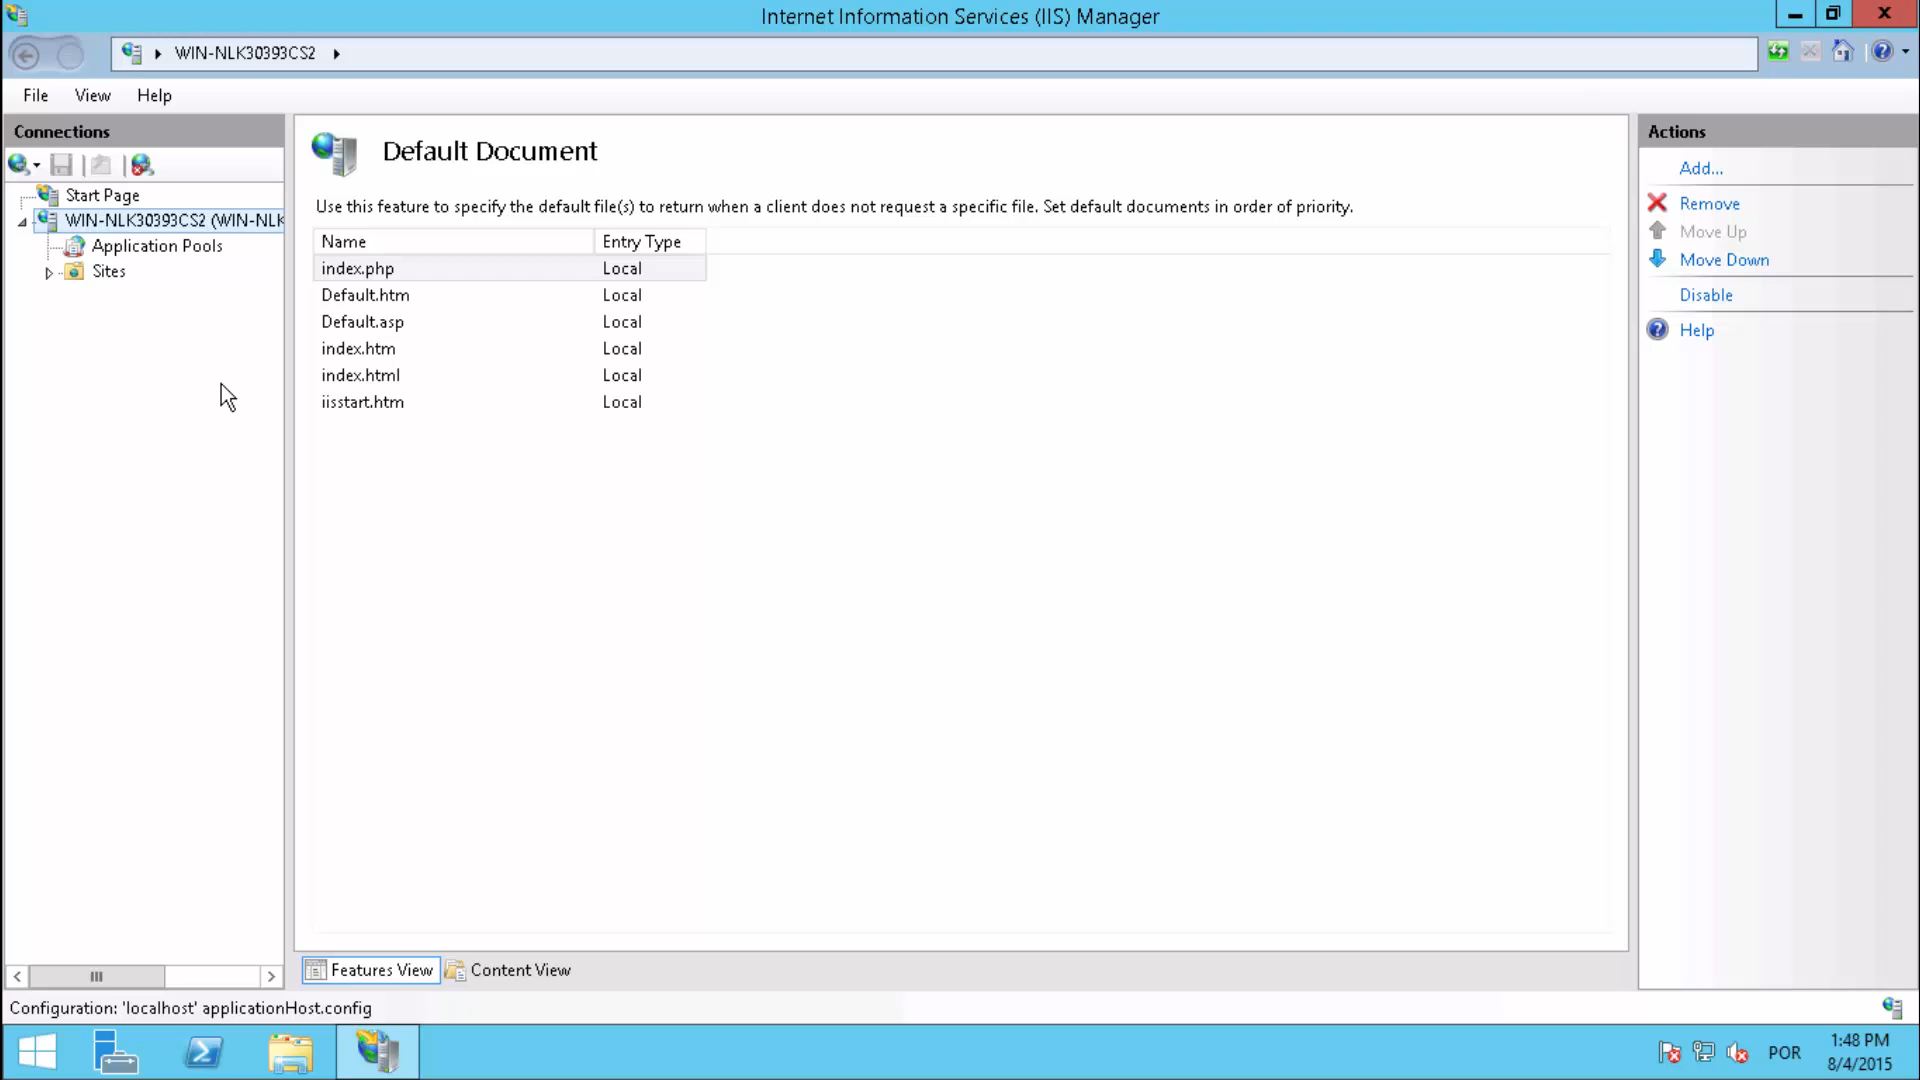 Internet Information Services (IIS) Manager
WIN-NLK30393CS2
File View Help
Connections
Start Page
WIN-NLK30393CS2 (WIN-NLK
Application Pools
Sites
Default Document
Use this feature to specify the default file(s) to return when a client does not request a specific file. Set default documents in order of priority.
Name Entry Type
index.php Local
Default.htm Local
Default.asp Local
index.htm Local
index.html Local
iisstart.htm Local
Actions
Add...
Remove
Move Up
Move Down
Disable
Help
Features View Content View
Configuration: 'localhost' applicationHost.config
POR
1:48 PM
8/4/2015